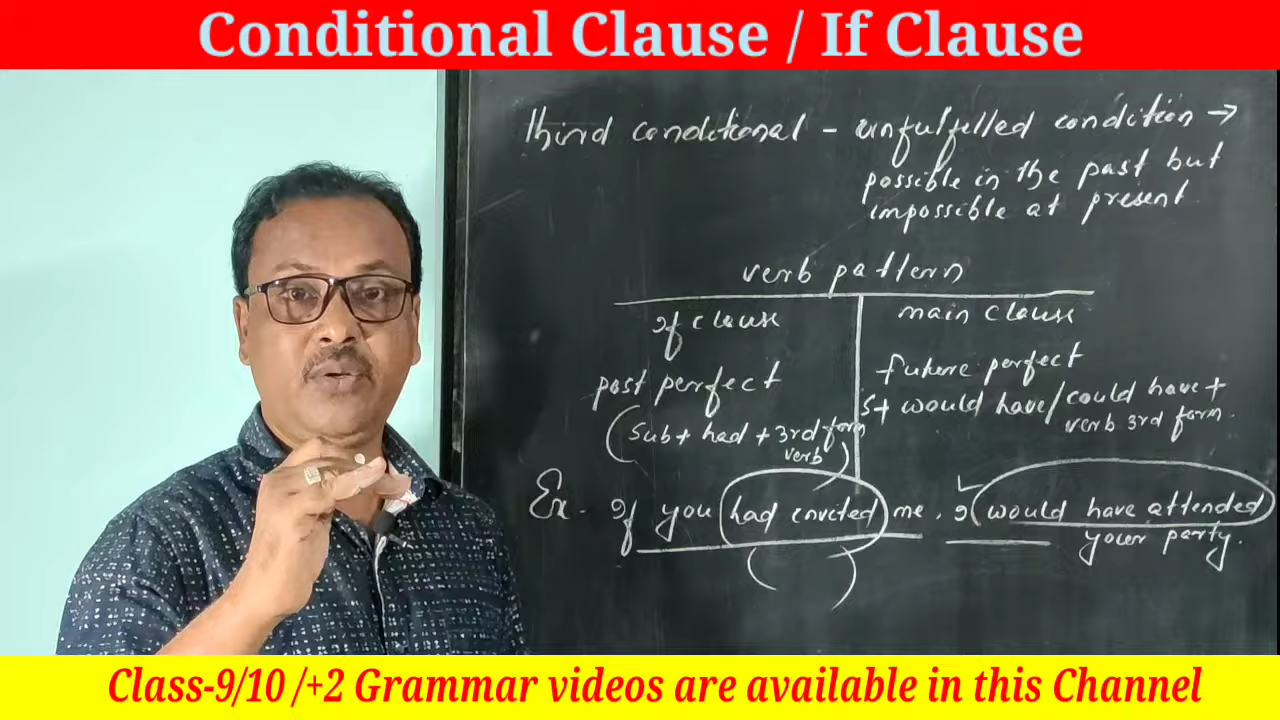 Conditional Clause / If Clause
third conditional - unfulfilled condition →
possible in the past but
impossible at present
verb pattern
If clause
main clause
past perfect
future perfect
(sub + had + 3rd form verb)
S + would have / could have + verb 3rd form.
Ex. If you had invited me, I would have attended
your party.
( )
Class-9/10 /+2 Grammar videos are available in this Channel